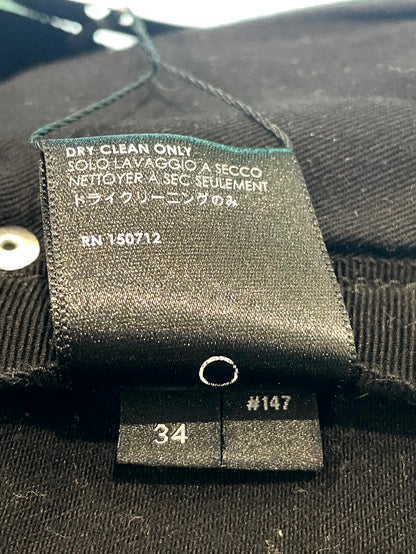 DRY CLEAN ONLY
SOLO LAVAGGIO A SECCO
NETTOYER A SEC SEULEMENT
ドライクリーニングのみ
RN 150712
34
#147